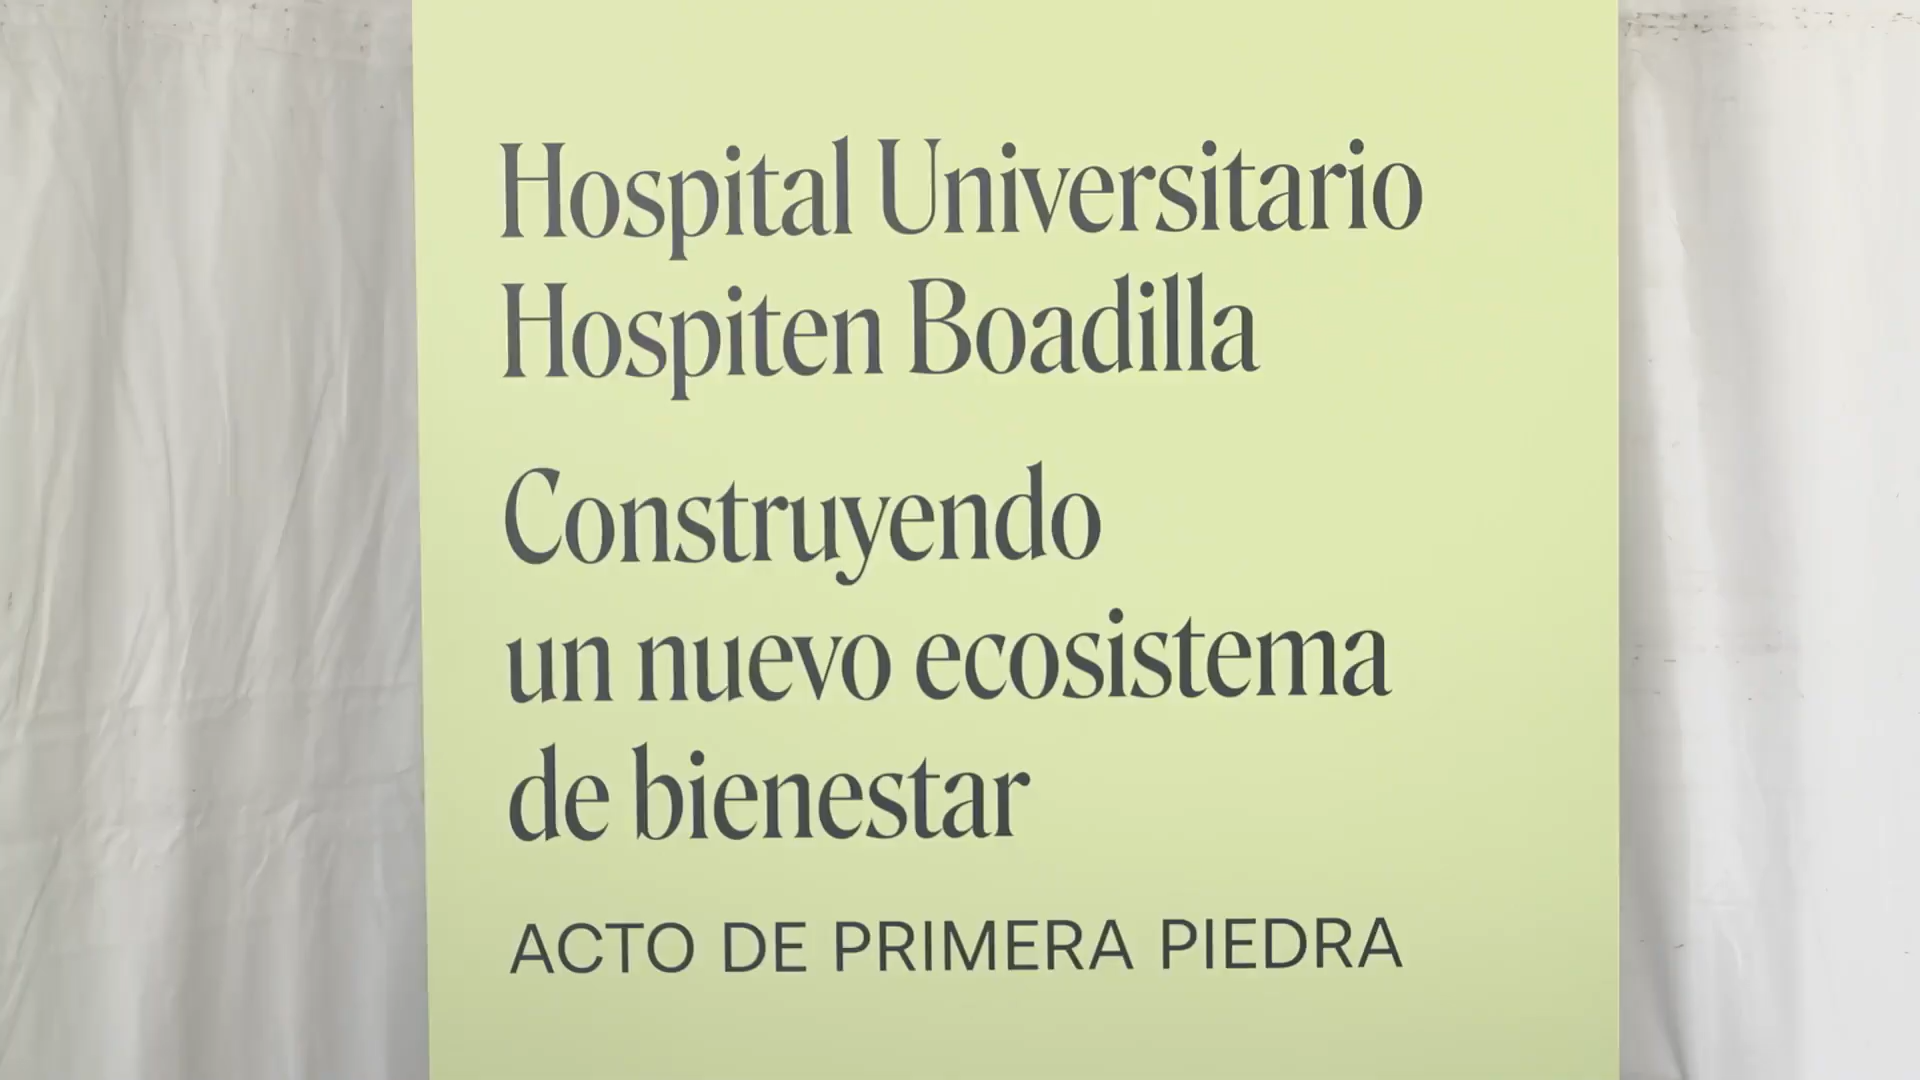 Hospital Universitario
Hospiten Boadilla
Construyendo
un nuevo ecosistema
de bienestar
ACTO DE PRIMERA PIEDRA